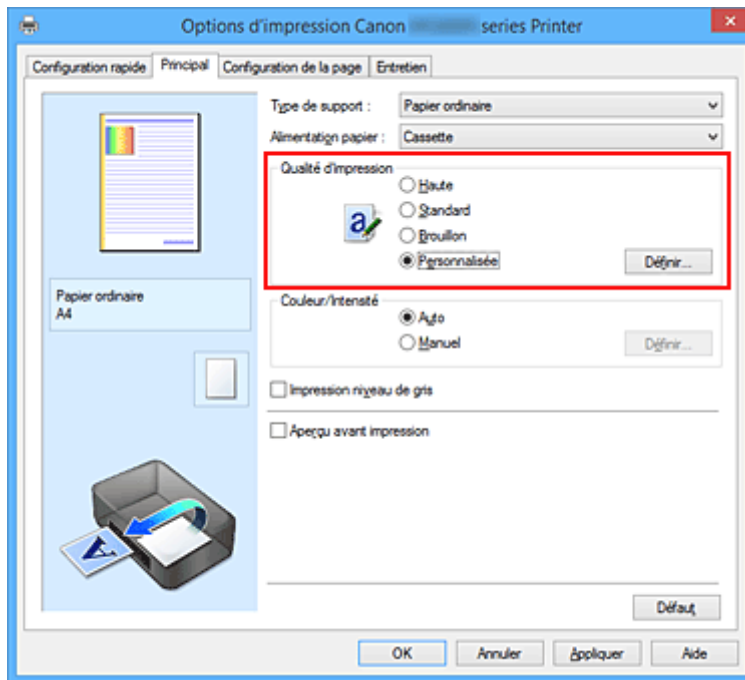 Options d'impression Canon series Printer
Configuration rapide Principal Configuration de la page Entretien
Type de support : Papier ordinaire
Alimentation papier : Cassette
Qualité d'impression
Haute
Standard
Brouillon
Personnalisée Définir...
Papier ordinaire
A4
Couleur/Intensité
Auto
Manuel Définir...
Impression niveau de gris
Aperçu avant impression
Défaut
OK Annuler Appliquer Aide